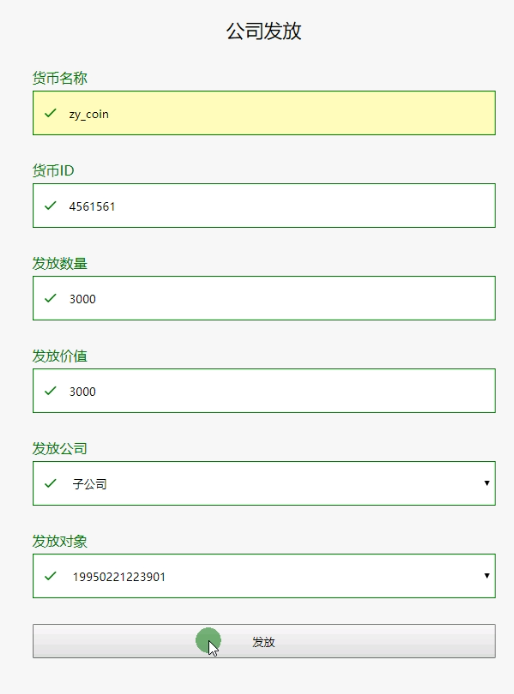 公司发放
货币名称
zy_coin
货币ID
4561561
发放数量
3000
发放价值
3000
发放公司
子公司
发放对象
19950221223901
发放